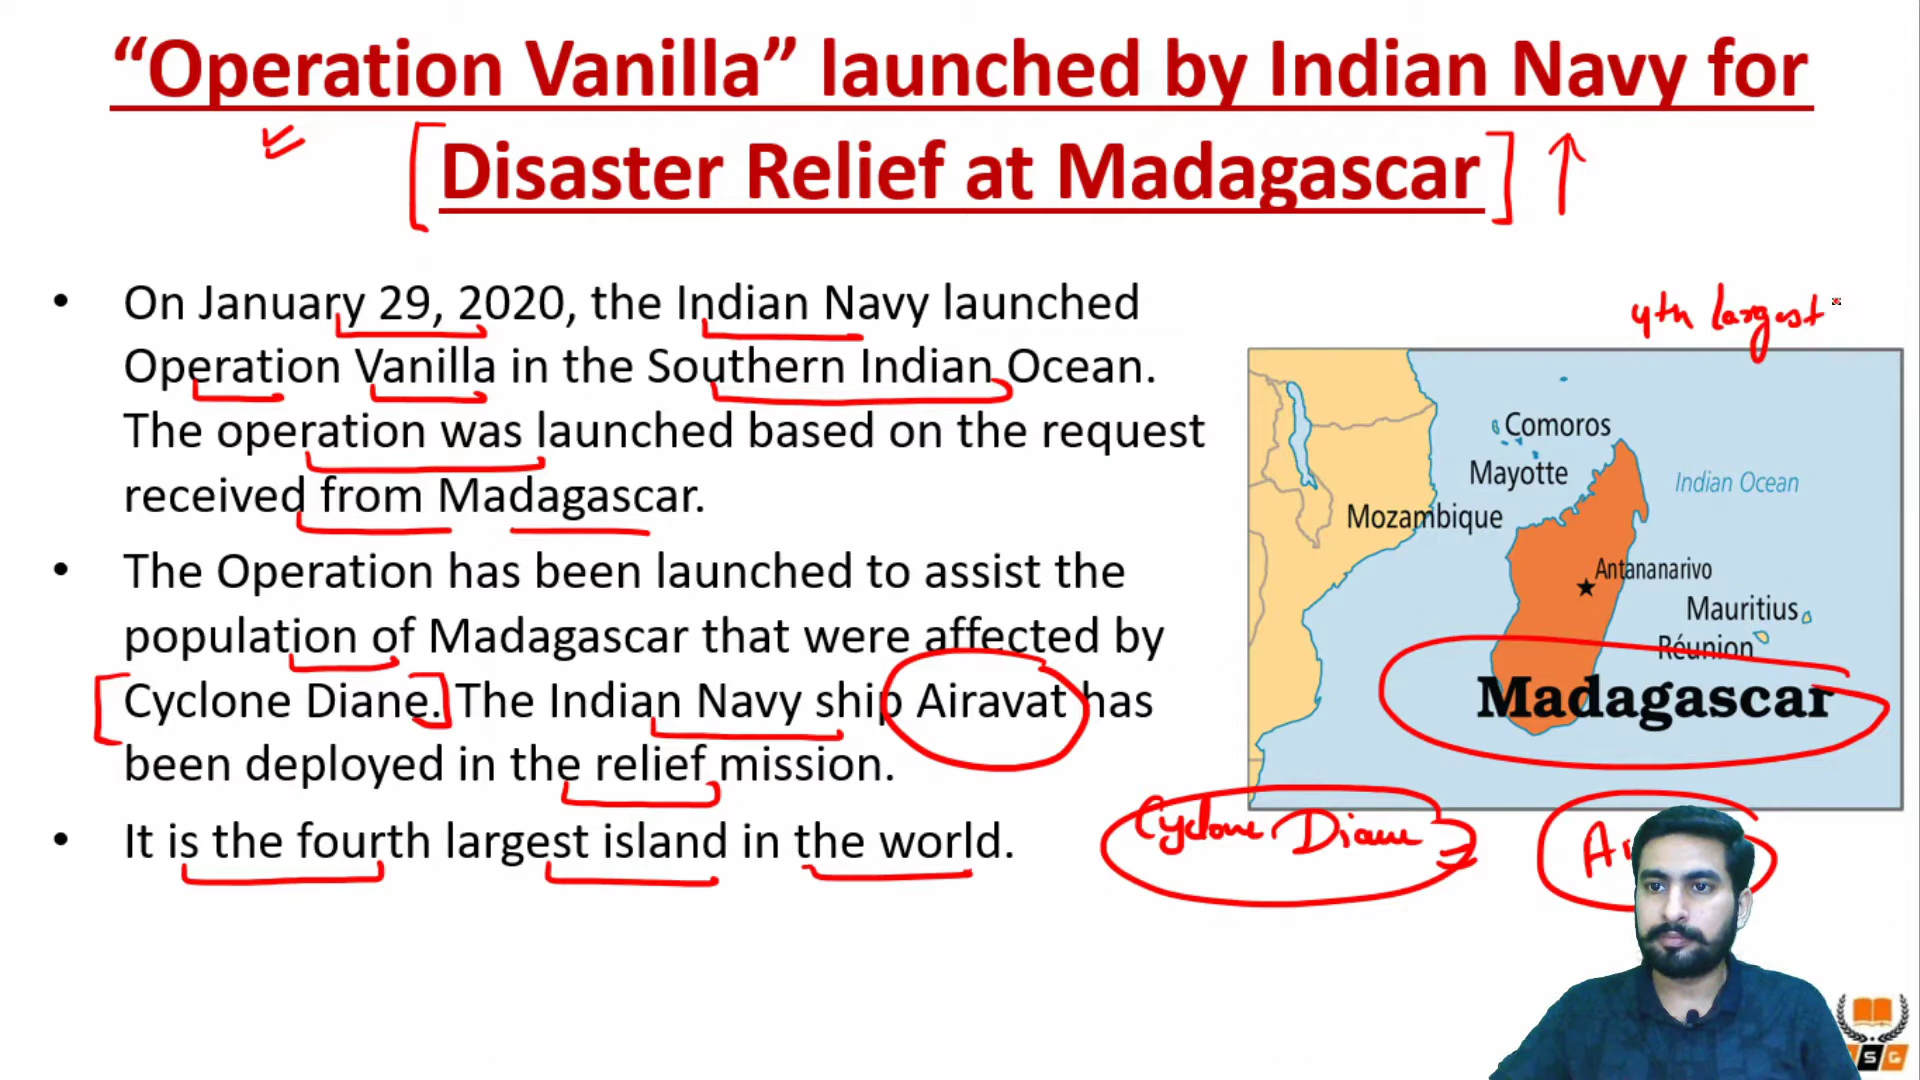 “Operation Vanilla” launched by Indian Navy for
Disaster Relief at Madagascar
• On January 29, 2020, the Indian Navy launched
Operation Vanilla in the Southern Indian Ocean.
The operation was launched based on the request
received from Madagascar.
• The Operation has been launched to assist the
population of Madagascar that were affected by
Cyclone Diane. The Indian Navy ship Airavat has
been deployed in the relief mission.
• It is the fourth largest island in the world.
4th largest
Comoros
Mayotte
Indian Ocean
Mozambique
Antananarivo
Mauritius
Réunion
Madagascar
Cyclone Diane
S G